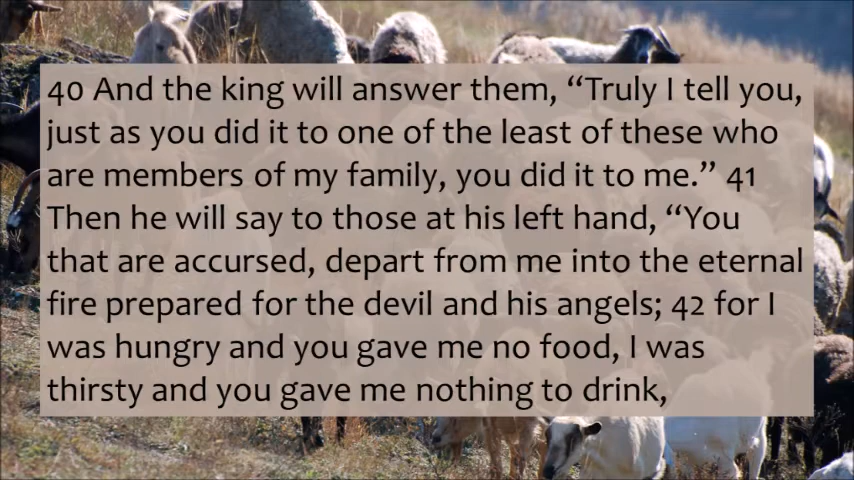 40 And the king will answer them, “Truly I tell you,
just as you did it to one of the least of these who
are members of my family, you did it to me.” 41
Then he will say to those at his left hand, “You
that are accursed, depart from me into the eternal
fire prepared for the devil and his angels; 42 for I
was hungry and you gave me no food, I was
thirsty and you gave me nothing to drink,